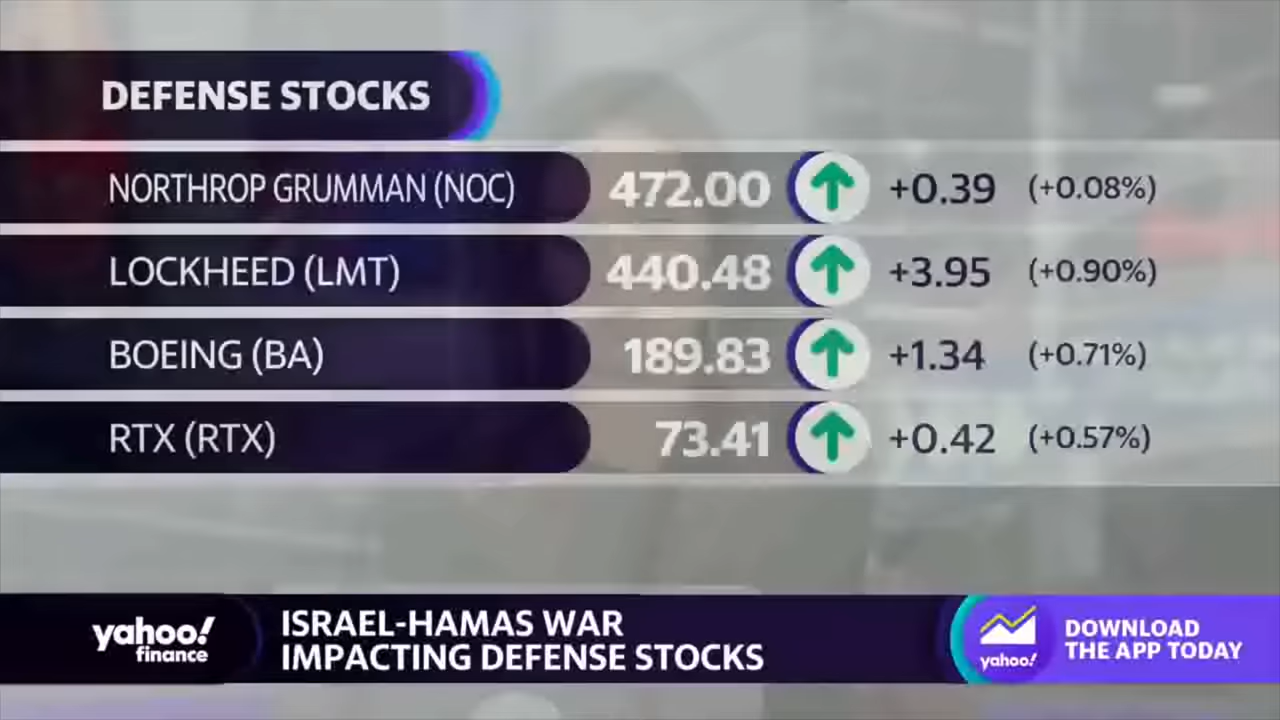 DEFENSE STOCKS
NORTHROP GRUMMAN (NOC) 472.00 +0.39 (+0.08%)
LOCKHEED (LMT) 440.48 +3.95 (+0.90%)
BOEING (BA) 189.83 +1.34 (+0.71%)
RTX (RTX) 73.41 +0.42 (+0.57%)
yahoo!
finance
ISRAEL-HAMAS WAR
IMPACTING DEFENSE STOCKS
yahoo!
DOWNLOAD
THE APP TODAY